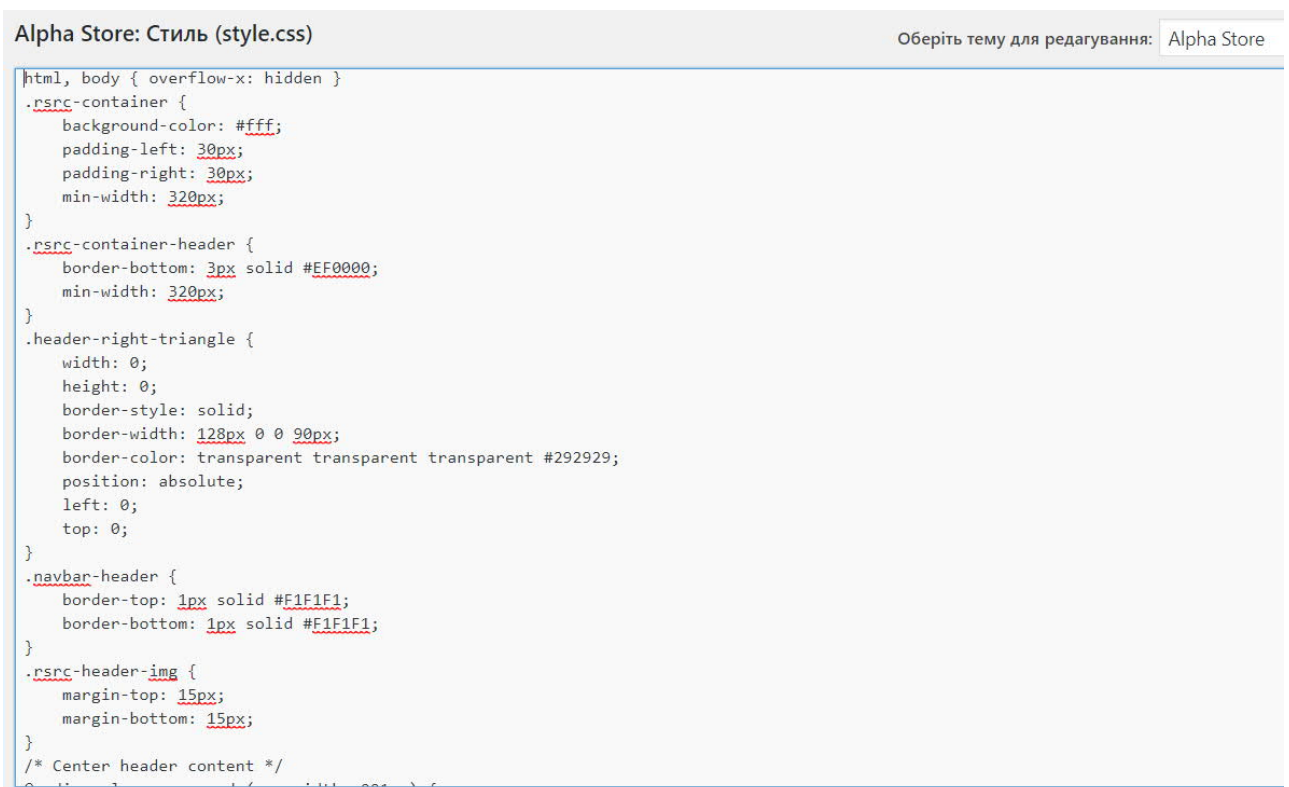 Alpha Store: Стиль (style.css)
Оберіть тему для редагування: Alpha Store
html, body { overflow-x: hidden }
.rsrc-container {
    background-color: #fff;
    padding-left: 30px;
    padding-right: 30px;
    min-width: 320px;
}
.rsrc-container-header {
    border-bottom: 3px solid #EF0000;
    min-width: 320px;
}
.header-right-triangle {
    width: 0;
    height: 0;
    border-style: solid;
    border-width: 128px 0 0 90px;
    border-color: transparent transparent transparent #292929;
    position: absolute;
    left: 0;
    top: 0;
}
.navbar-header {
    border-top: 1px solid #F1F1F1;
    border-bottom: 1px solid #F1F1F1;
}
.rsrc-header-img {
    margin-top: 15px;
    margin-bottom: 15px;
}
/* Center header content */